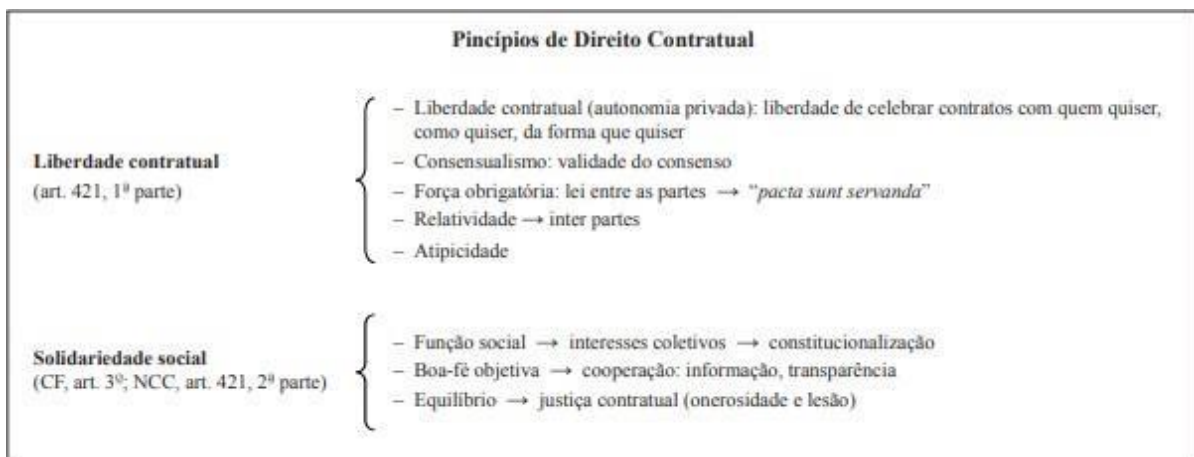 Pincípios de Direito Contratual
– Liberdade contratual (autonomia privada): liberdade de celebrar contratos com quem quiser,
como quiser, da forma que quiser
Liberdade contratual
– Consensualismo: validade do consenso
(art. 421, 1ª parte)
– Força obrigatória: lei entre as partes → “pacta sunt servanda”
– Relatividade → inter partes
– Atipicidade
Solidariedade social
(CF, art. 3º; NCC, art. 421, 2ª parte)
– Função social → interesses coletivos → constitucionalização
– Boa-fé objetiva → cooperação: informação, transparência
– Equilíbrio → justiça contratual (onerosidade e lesão)